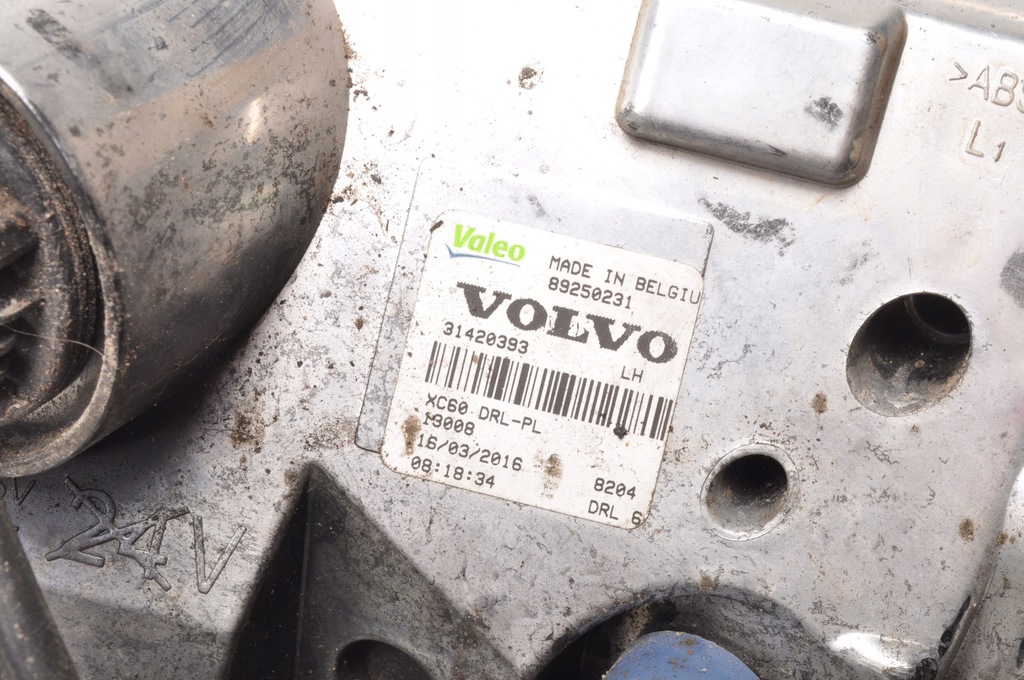 >ABS
L1
Valeo
MADE IN BELGIU
89250231
VOLVO
31420393
LH
XC60 DRL-PL
19008
16/03/2016
08:18:34
8204
DRL 6
24V